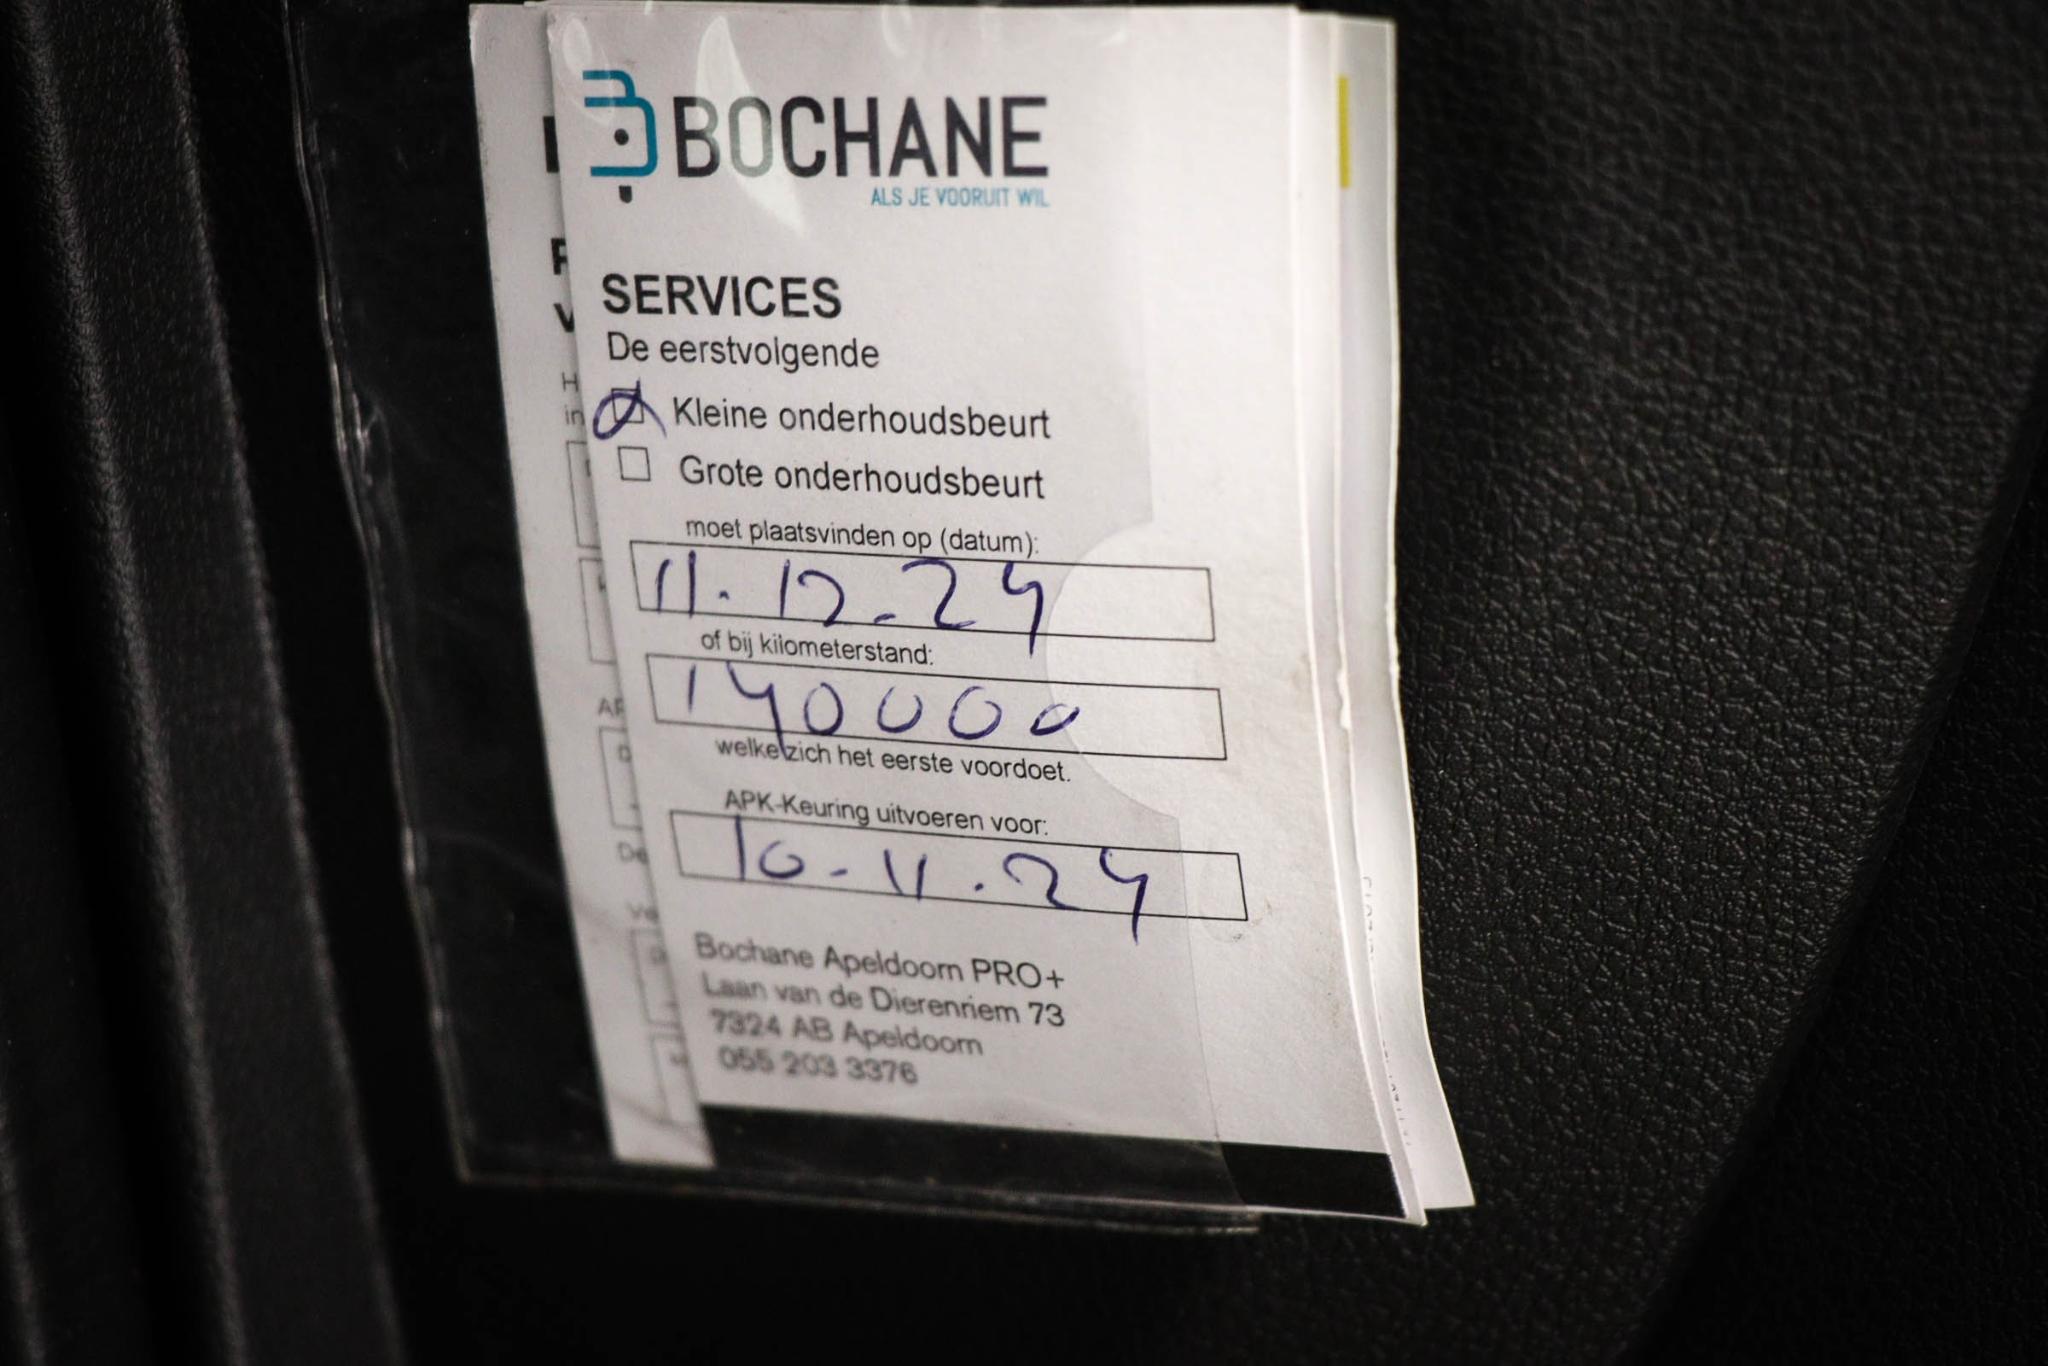 BOCHANE
ALS JE VOORUIT WIL
SERVICES
De eerstvolgende
Kleine onderhoudsbeurt
Grote onderhoudsbeurt
moet plaatsvinden op (datum):
11.12-24
of bij kilometerstand:
140000
welke zich het eerste voordoet.
APK-Keuring uitvoeren voor:
10-11.24
Bochane Apeldoorn PRO+
Laan van de Dierenriem 73
7324 AB Apeldoorn
055 203 3376